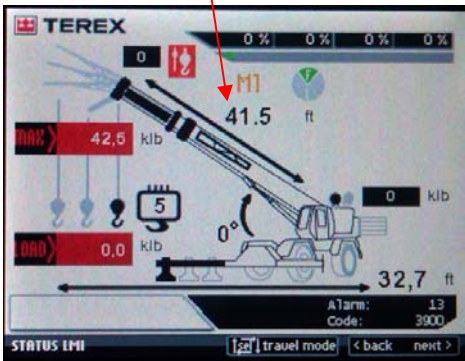 TEREX
0 % 0 % 0 % 0 %
0
M1
F
41.5 ft
MAX 42,5 klb
5
0 klb
0°
LOAD 0,0 klb
32,7 ft
Alarm: 13
Code: 3900
STATUS LMI [sel] travel mode < back next >